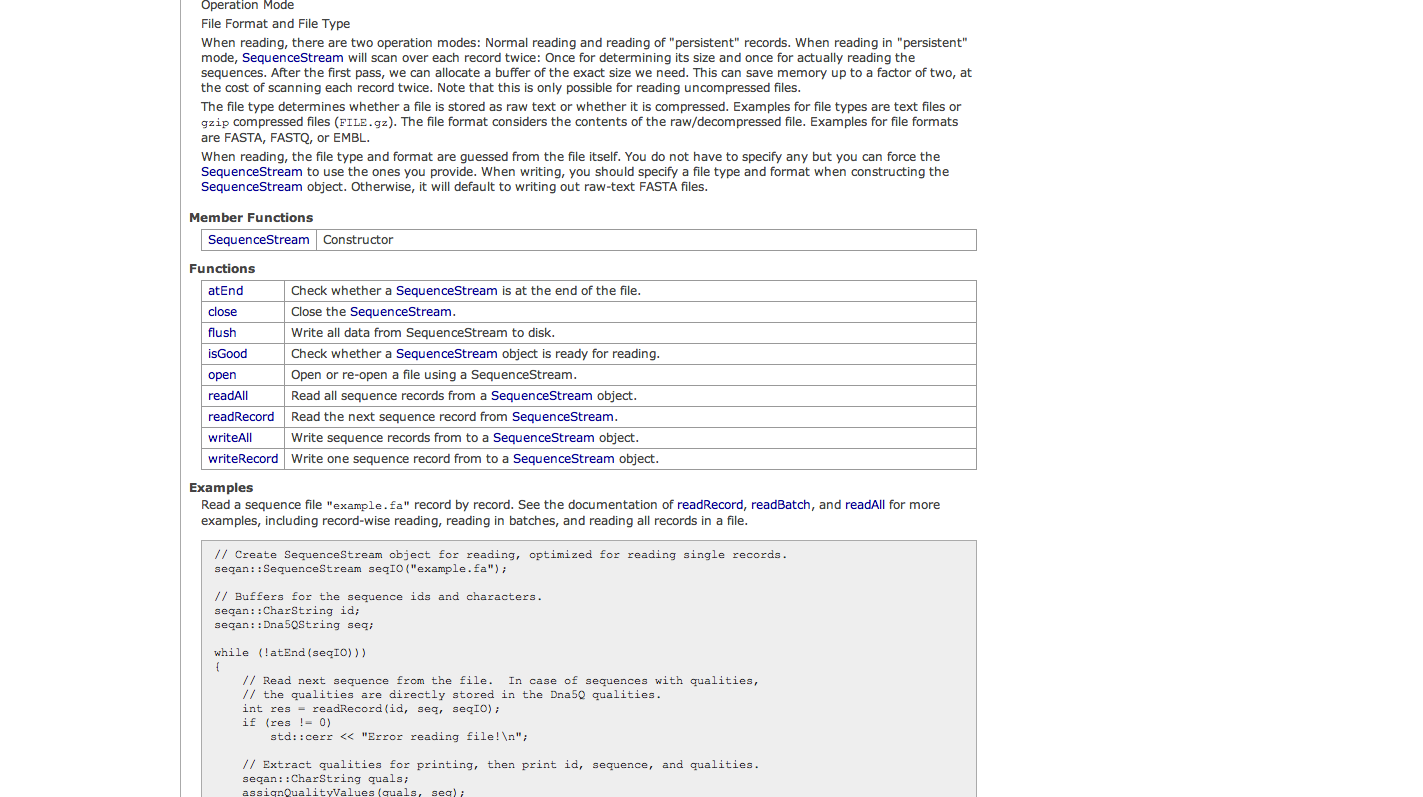 Operation Mode
File Format and File Type
When reading, there are two operation modes: Normal reading and reading of "persistent" records. When reading in "persistent"
mode, SequenceStream will scan over each record twice: Once for determining its size and once for actually reading the
sequences. After the first pass, we can allocate a buffer of the exact size we need. This can save memory up to a factor of two, at
the cost of scanning each record twice. Note that this is only possible for reading uncompressed files.
The file type determines whether a file is stored as raw text or whether it is compressed. Examples for file types are text files or
gzip compressed files (FILE.gz). The file format considers the contents of the raw/decompressed file. Examples for file formats
are FASTA, FASTQ, or EMBL.
When reading, the file type and format are guessed from the file itself. You do not have to specify any but you can force the
SequenceStream to use the ones you provide. When writing, you should specify a file type and format when constructing the
SequenceStream object. Otherwise, it will default to writing out raw-text FASTA files.
Member Functions
SequenceStream Constructor
Functions
atEnd Check whether a SequenceStream is at the end of the file.
close Close the SequenceStream.
flush Write all data from SequenceStream to disk.
isGood Check whether a SequenceStream object is ready for reading.
open Open or re-open a file using a SequenceStream.
readAll Read all sequence records from a SequenceStream object.
readRecord Read the next sequence record from SequenceStream.
writeAll Write sequence records from to a SequenceStream object.
writeRecord Write one sequence record from to a SequenceStream object.
Examples
Read a sequence file "example.fa" record by record. See the documentation of readRecord, readBatch, and readAll for more
examples, including record-wise reading, reading in batches, and reading all records in a file.
// Create SequenceStream object for reading, optimized for reading single records.
seqan::SequenceStream seqIO("example.fa");
// Buffers for the sequence ids and characters.
seqan::CharString id;
seqan::Dna5QString seq;
while (!atEnd(seqIO)))
{
// Read next sequence from the file.  In case of sequences with qualities,
// the qualities are directly stored in the Dna5Q qualities.
int res = readRecord(id, seq, seqIO);
if (res != 0)
std::cerr << "Error reading file!\n";
// Extract qualities for printing, then print id, sequence, and qualities.
seqan::CharString quals;
assignQualityValues(quals, seq);